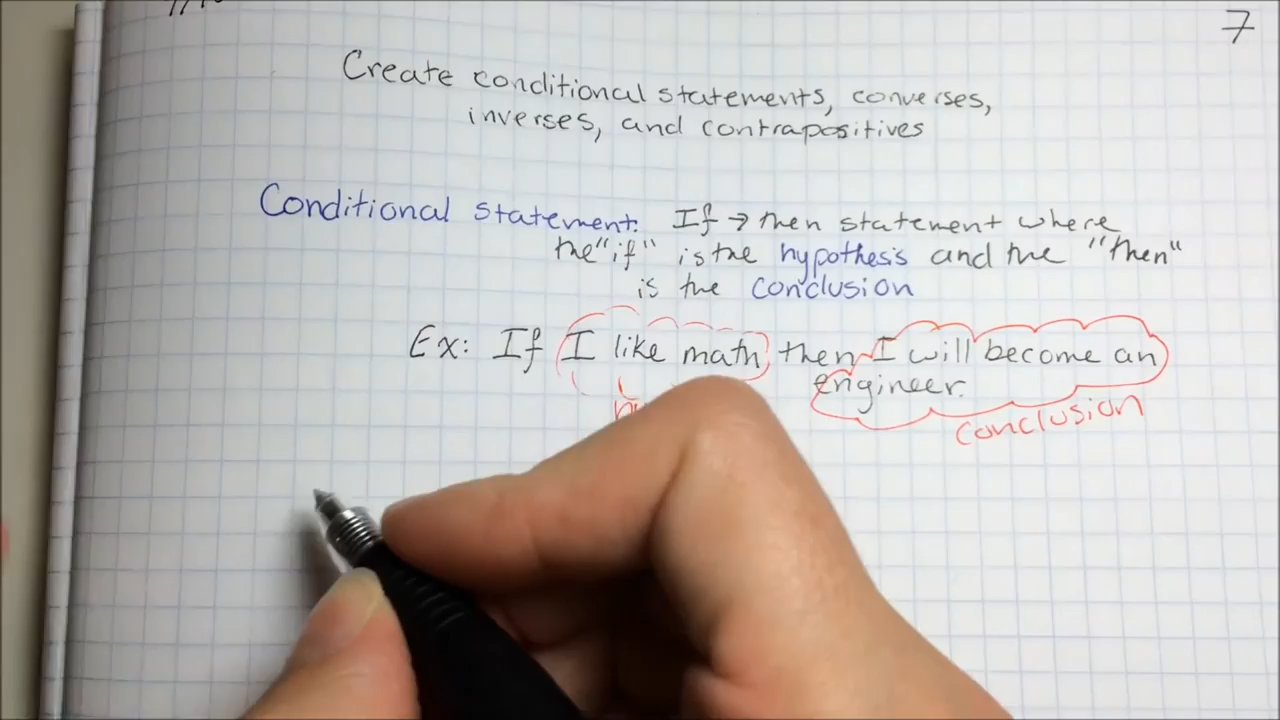 7
Create conditional statements, converses,
inverses, and contrapositives
Conditional statement: If → then statement where
the "if" is the hypothesis and the "then"
is the conclusion
Ex: If I like math then I will become an
engineer.
conclusion